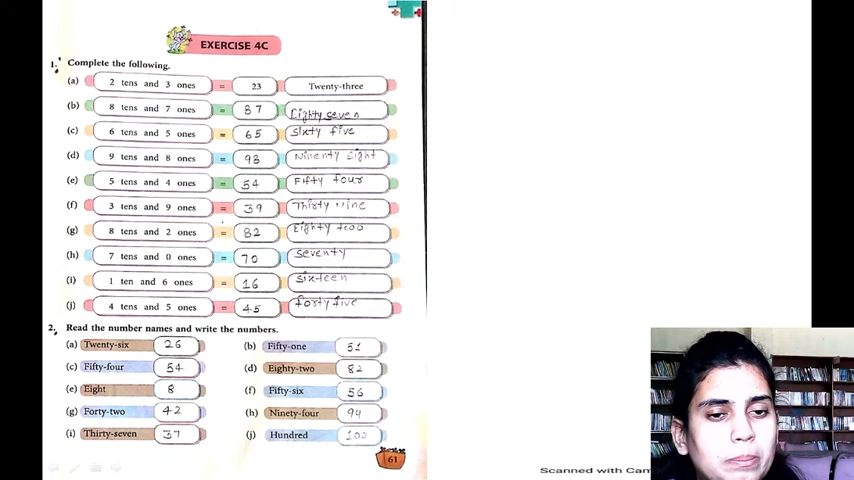 EXERCISE 4C
1. Complete the following.
(a) 2 tens and 3 ones = 23 Twenty-three
(b) 8 tens and 7 ones = 87 Eighty seven
(c) 6 tens and 5 ones = 65 sixty five
(d) 9 tens and 8 ones = 98 Ninenty Eight
(e) 5 tens and 4 ones = 54 Fifty four
(f) 3 tens and 9 ones = 39 Thirty nine
(g) 8 tens and 2 ones = 82 Eighty two
(h) 7 tens and 0 ones = 70 seventy
(i) 1 ten and 6 ones = 16 sixteen
(j) 4 tens and 5 ones = 45 forty five
2. Read the number names and write the numbers.
(a) Twenty-six 26 (b) Fifty-one 51
(c) Fifty-four 54 (d) Eighty-two 82
(e) Eight 8 (f) Fifty-six 56
(g) Forty-two 42 (h) Ninety-four 94
(i) Thirty-seven 37 (j) Hundred 100
61
Scanned with